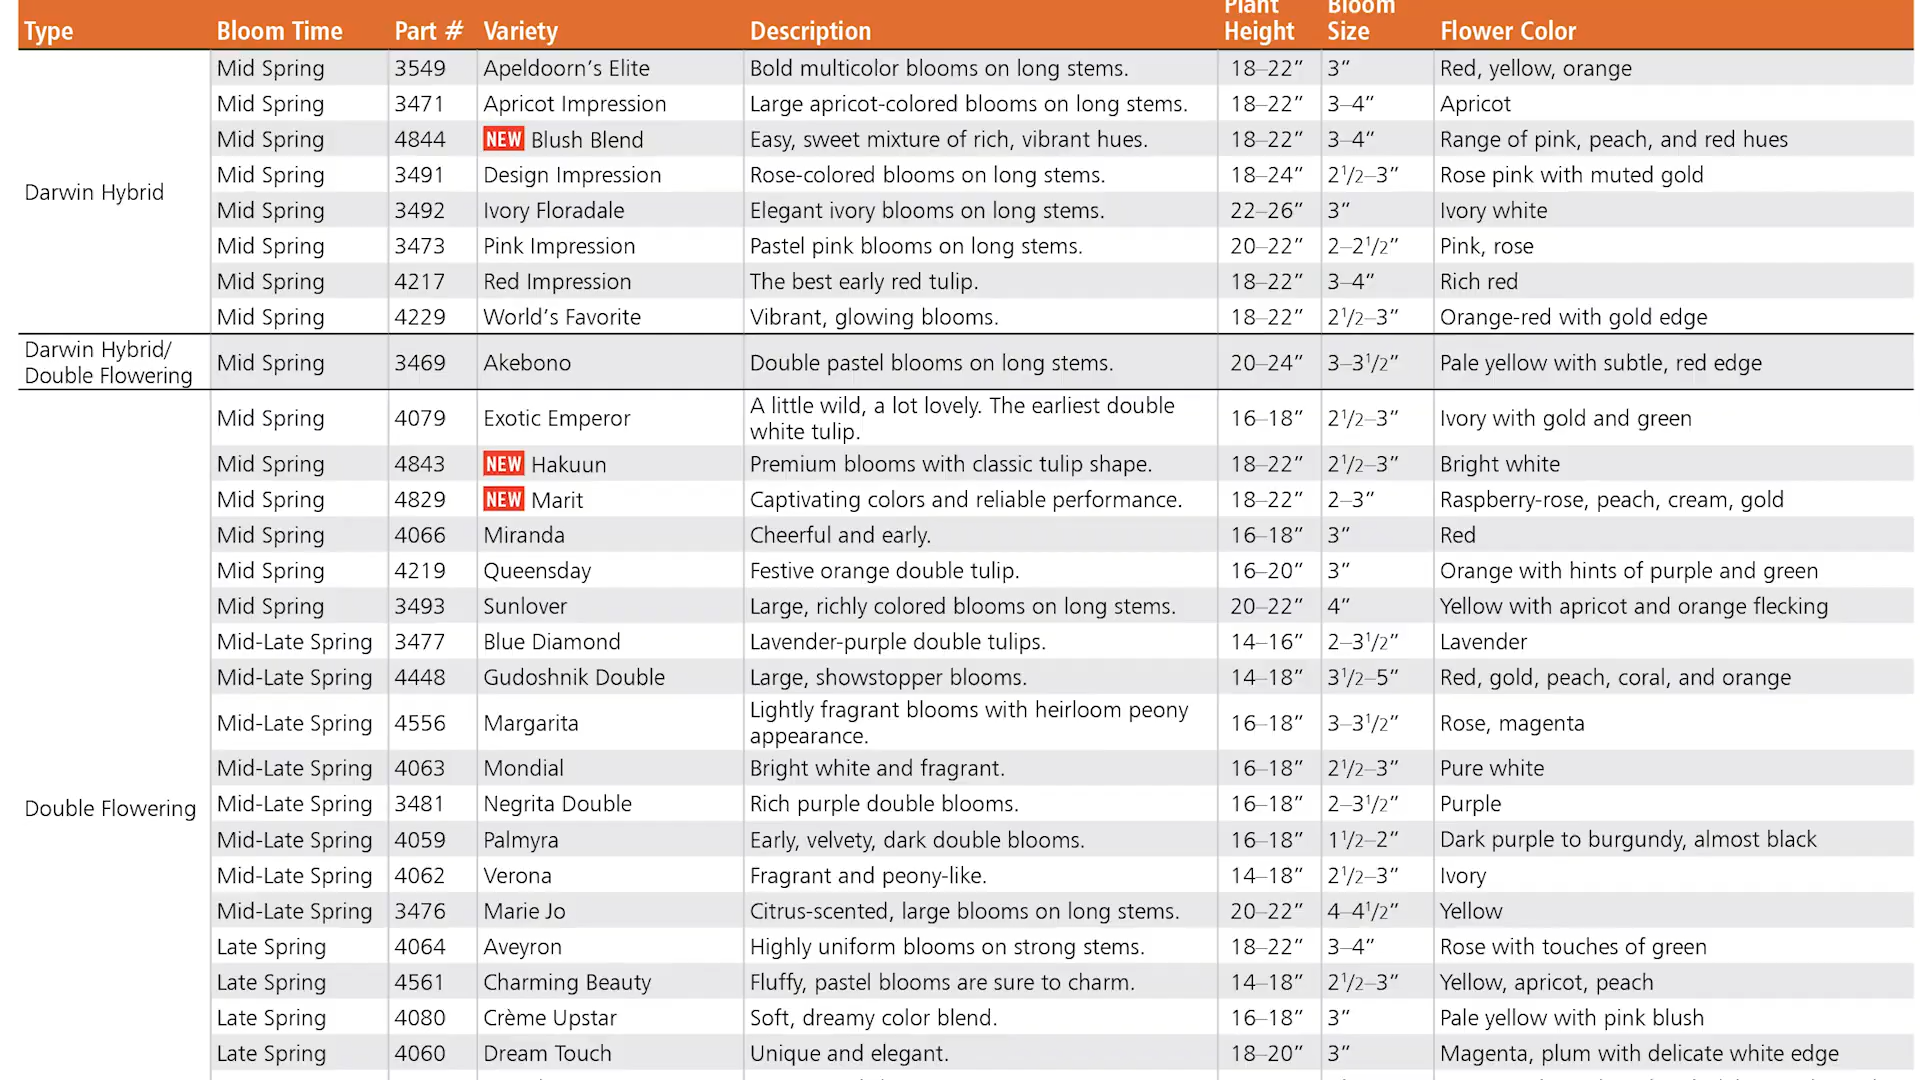 Plant Bloom
Type Bloom Time Part # Variety Description Height Size Flower Color
Mid Spring 3549 Apeldoorn’s Elite Bold multicolor blooms on long stems. 18–22” 3” Red, yellow, orange
Mid Spring 3471 Apricot Impression Large apricot-colored blooms on long stems. 18–22” 3–4” Apricot
Mid Spring 4844 NEW Blush Blend Easy, sweet mixture of rich, vibrant hues. 18–22” 3–4” Range of pink, peach, and red hues
Mid Spring 3491 Design Impression Rose-colored blooms on long stems. 18–24” 2 1/2–3” Rose pink with muted gold
Darwin Hybrid
Mid Spring 3492 Ivory Floradale Elegant ivory blooms on long stems. 22–26” 3” Ivory white
Mid Spring 3473 Pink Impression Pastel pink blooms on long stems. 20–22” 2–2 1/2” Pink, rose
Mid Spring 4217 Red Impression The best early red tulip. 18–22” 3–4” Rich red
Mid Spring 4229 World’s Favorite Vibrant, glowing blooms. 18–22” 2 1/2–3” Orange-red with gold edge
Darwin Hybrid/
Double Flowering
Mid Spring 3469 Akebono Double pastel blooms on long stems. 20–24” 3–3 1/2” Pale yellow with subtle, red edge
Mid Spring 4079 Exotic Emperor A little wild, a lot lovely. The earliest double
white tulip. 16–18” 2 1/2–3” Ivory with gold and green
Mid Spring 4843 NEW Hakuun Premium blooms with classic tulip shape. 18–22” 2 1/2–3” Bright white
Mid Spring 4829 NEW Marit Captivating colors and reliable performance. 18–22” 2–3” Raspberry-rose, peach, cream, gold
Mid Spring 4066 Miranda Cheerful and early. 16–18” 3” Red
Mid Spring 4219 Queensday Festive orange double tulip. 16–20” 3” Orange with hints of purple and green
Mid Spring 3493 Sunlover Large, richly colored blooms on long stems. 20–22” 4” Yellow with apricot and orange flecking
Mid-Late Spring 3477 Blue Diamond Lavender-purple double tulips. 14–16” 2–3 1/2” Lavender
Mid-Late Spring 4448 Gudoshnik Double Large, showstopper blooms. 14–18” 3 1/2–5” Red, gold, peach, coral, and orange
Mid-Late Spring 4556 Margarita Lightly fragrant blooms with heirloom peony
appearance. 16–18” 3–3 1/2” Rose, magenta
Mid-Late Spring 4063 Mondial Bright white and fragrant. 16–18” 2 1/2–3” Pure white
Double Flowering
Mid-Late Spring 3481 Negrita Double Rich purple double blooms. 16–18” 2–3 1/2” Purple
Mid-Late Spring 4059 Palmyra Early, velvety, dark double blooms. 16–18” 1 1/2–2” Dark purple to burgundy, almost black
Mid-Late Spring 4062 Verona Fragrant and peony-like. 14–18” 2 1/2–3” Ivory
Mid-Late Spring 3476 Marie Jo Citrus-scented, large blooms on long stems. 20–22” 4–4 1/2” Yellow
Late Spring 4064 Aveyron Highly uniform blooms on strong stems. 18–22” 3–4” Rose with touches of green
Late Spring 4561 Charming Beauty Fluffy, pastel blooms are sure to charm. 14–18” 2 1/2–3” Yellow, apricot, peach
Late Spring 4080 Crème Upstar Soft, dreamy color blend. 16–18” 3” Pale yellow with pink blush
Late Spring 4060 Dream Touch Unique and elegant. 18–20” 3” Magenta, plum with delicate white edge